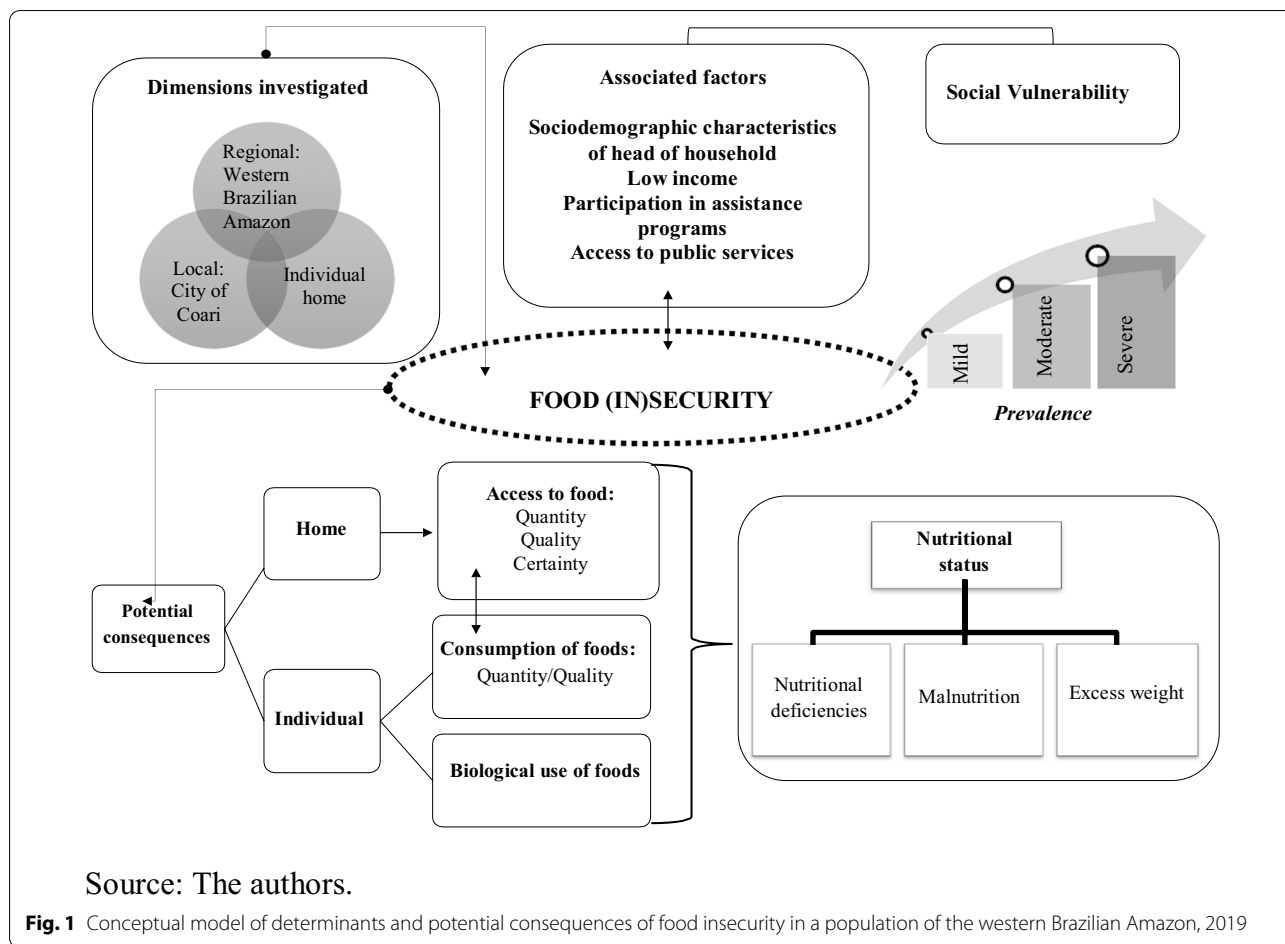 Dimensions investigated
Regional:
Western
Brazilian
Amazon
Local:
City of
Coari
Individual
home
Associated factors
Sociodemographic characteristics
of head of household
Low income
Participation in assistance
programs
Access to public services
Social Vulnerability
Mild
Moderate
Severe
Prevalence
FOOD (IN)SECURITY
Potential
consequences
Home
Individual
Access to food:
Quantity
Quality
Certainty
Consumption of foods:
Quantity/Quality
Biological use of foods
Nutritional
status
Nutritional
deficiencies
Malnutrition
Excess weight
Source: The authors.
Fig. 1 Conceptual model of determinants and potential consequences of food insecurity in a population of the western Brazilian Amazon, 2019